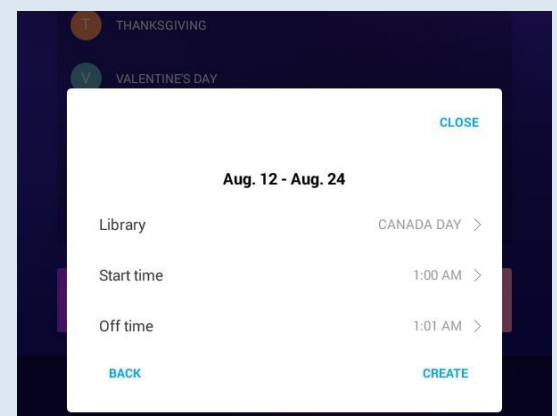 T THANKSGIVING
V VALENTINE'S DAY
CLOSE
Aug. 12 - Aug. 24
Library CANADA DAY
Start time 1:00 AM
Off time 1:01 AM
BACK CREATE